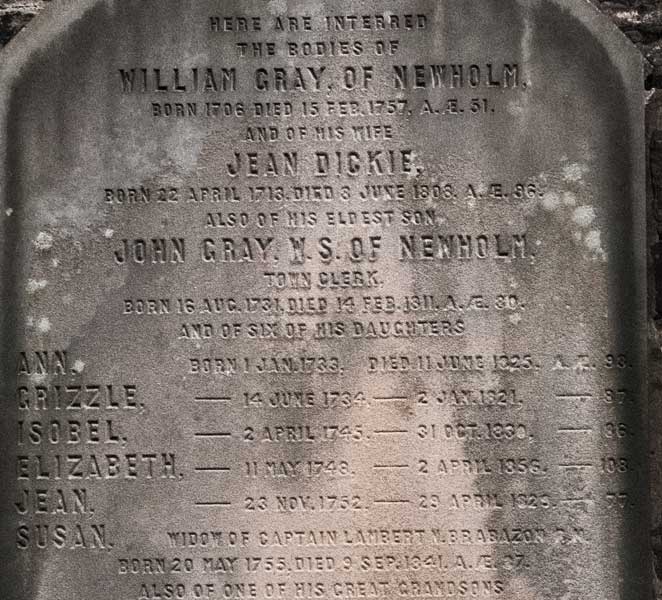 HERE ARE INTERRED
THE BODIES OF
WILLIAM GRAY, OF NEWHOLM,
BORN 1706 DIED 15 FEB. 1757, A. Æ. 51.
AND OF HIS WIFE
JEAN DICKIE,
BORN 22 APRIL 1713. DIED 8 JUNE 1808. A. Æ. 96.
ALSO OF HIS ELDEST SON
JOHN GRAY. W. S. OF NEWHOLM,
TOWN CLERK.
BORN 16 AUG. 1731. DIED 14 FEB. 1811. A. Æ. 80.
AND OF SIX OF HIS DAUGHTERS
ANN. BORN 1 JAN. 1733. DIED 11 JUNE 1825. A. Æ. 93.
GRIZZLE, — 14 JUNE 1734. — 2 JAN. 1821. — 87.
ISOBEL. — 2 APRIL 1745. — 31 OCT. 1830. — 86.
ELIZABETH. — 11 MAY 1748. — 2 APRIL 1856. — 108.
JEAN. — 23 NOV. 1752. — 29 APRIL — 77.
SUSAN. WIDOW OF CAPTAIN LAMBERT N. BRABAZON R. N.
BORN 20 MAY 1755. DIED 9 SEP. 1841. A. Æ. 87.
ALSO OF ONE OF HIS GREAT GRANDSONS